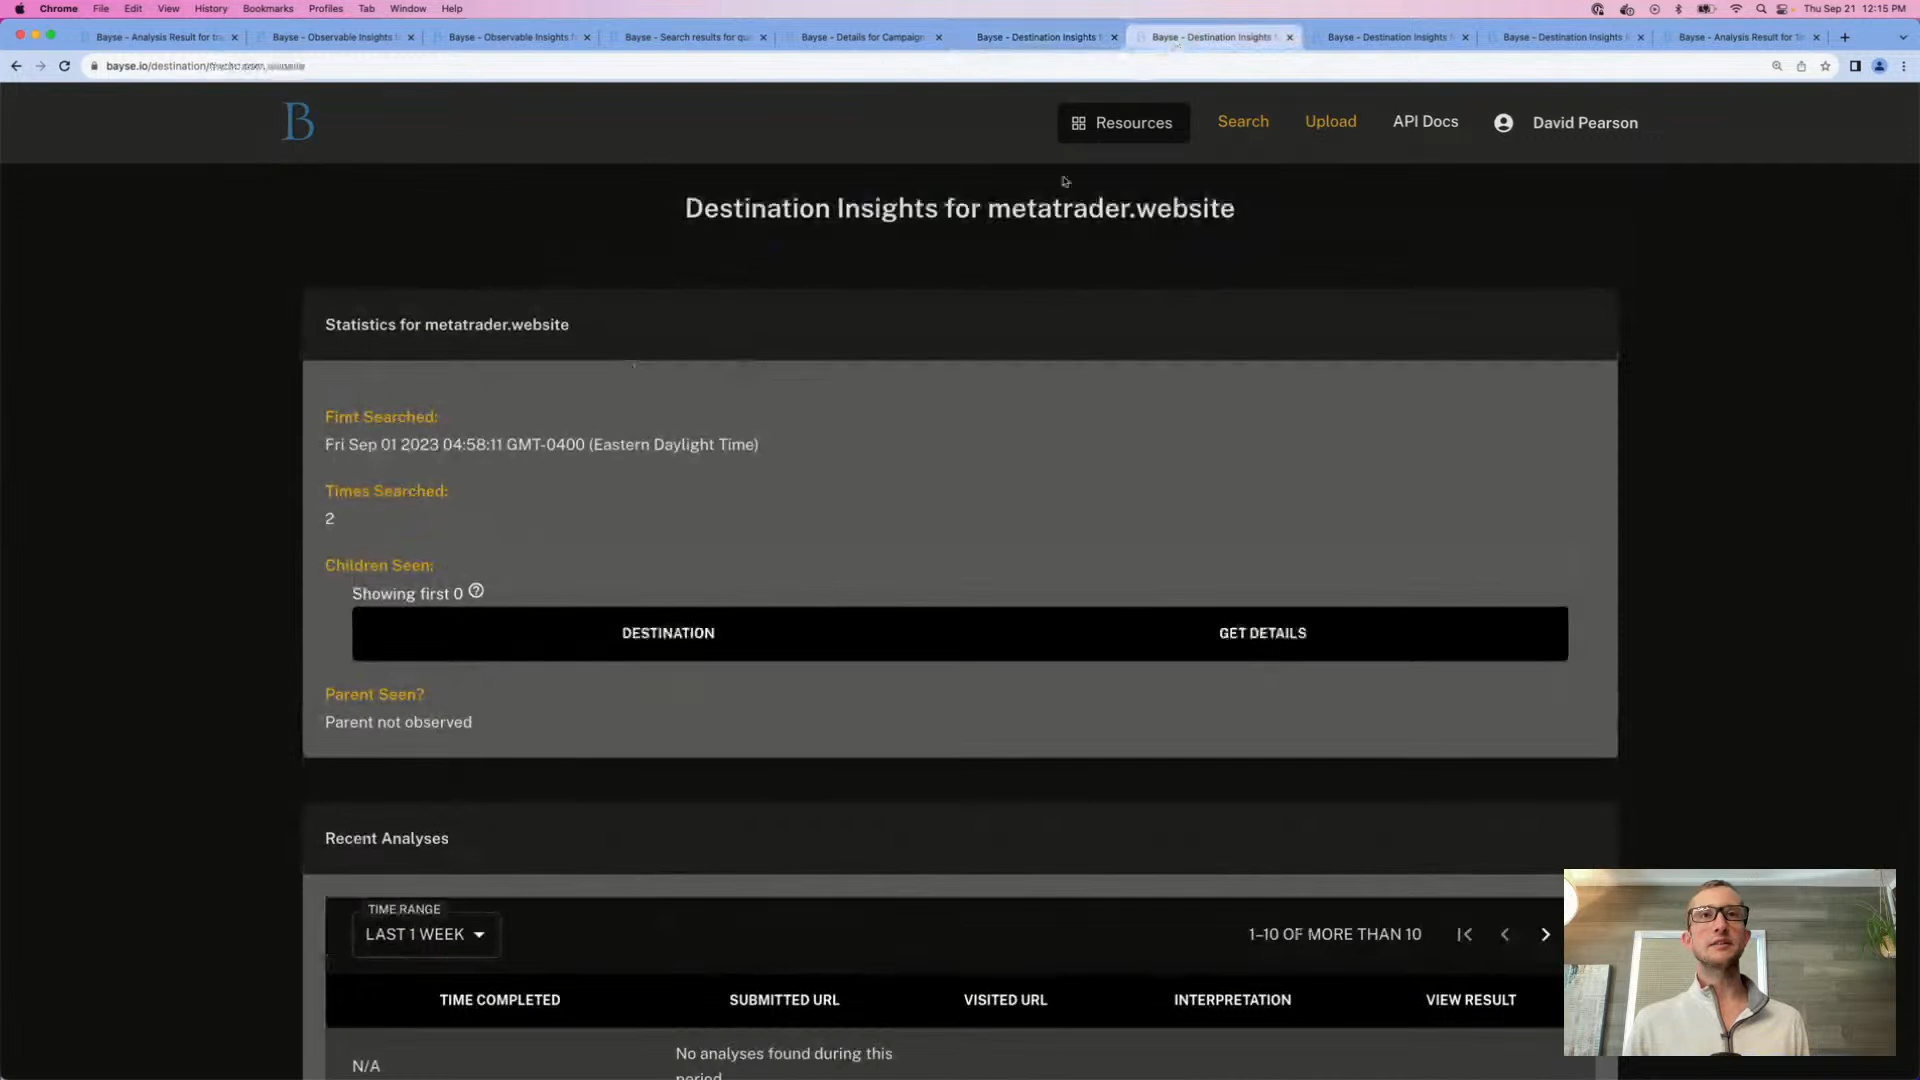 Chrome File Edit View History Bookmarks Profiles Tab Window Help Thu Sep 21 12:15 PM
Bayse - Analysis Result for Bayse - Observable Insights f Bayse - Observable Insights f Bayse - Search results for Bayse - Details for Campaign Bayse - Destination Insights Bayse - Destination Insights Bayse - Destination Insights Bayse - Destination Insights Bayse - Analysis Result for
bayse.io/destination/
B
Resources Search Upload API Docs David Pearson
Destination Insights for metatrader.website
Statistics for metatrader.website
First Searched:
Fri Sep 01 2023 04:58:11 GMT-0400 (Eastern Daylight Time)
Times Searched:
2
Children Seen:
Showing first 0
DESTINATION GET DETAILS
Parent Seen?
Parent not observed
Recent Analyses
TIME RANGE
LAST 1 WEEK 1–10 OF MORE THAN 10
TIME COMPLETED SUBMITTED URL VISITED URL INTERPRETATION VIEW RESULT
N/A No analyses found during this
period